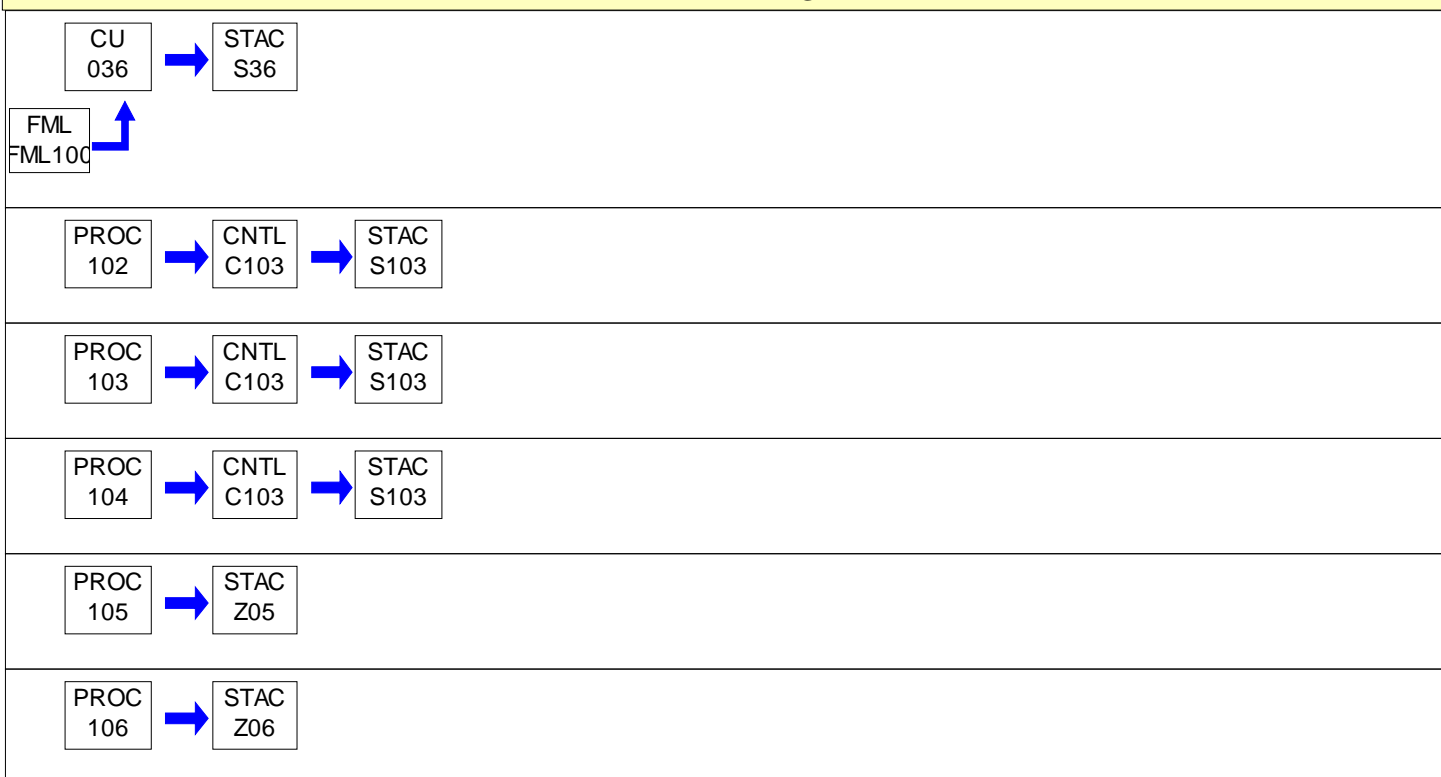 CU STAC
036 S36
FML
FML100
PROC CNTL STAC
102 C103 S103
PROC CNTL STAC
103 C103 S103
PROC CNTL STAC
104 C103 S103
PROC STAC
105 Z05
PROC STAC
106 Z06